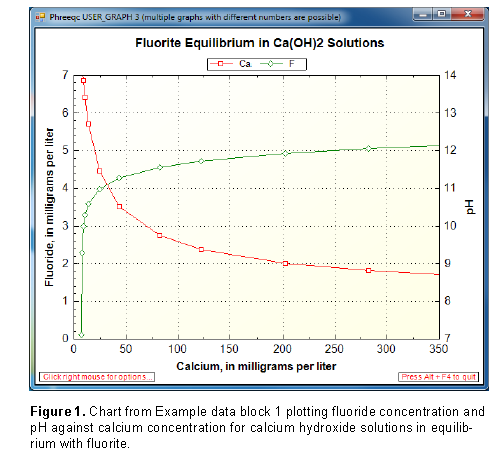 Phreeqc USER_GRAPH 3 (multiple graphs with different numbers are possible)
Fluorite Equilibrium in Ca(OH)2 Solutions
Ca F
7
6
5
4
3
2
1
0
Fluoride, in milligrams per liter
14
13
12
11
10
9
8
7
pH
0 50 100 150 200 250 300 350
Calcium, in milligrams per liter
Click right mouse for options...
Press Alt + F4 to quit
Figure 1. Chart from Example data block 1 plotting fluoride concentration and
pH against calcium concentration for calcium hydroxide solutions in equilib-
rium with fluorite.